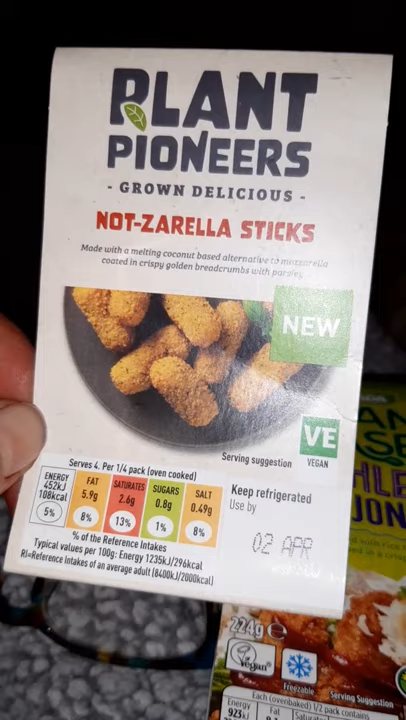 PLANT
PIONEERS
- GROWN DELICIOUS -
NOT-ZARELLA STICKS
Made with a melting coconut based alternative to mozzarella
coated in crispy golden breadcrumbs with parsley
NEW
VE
VEGAN
Serving suggestion
Serves 4. Per 1/4 pack (oven cooked)
ENERGY
452kJ
108kcal
5%
FAT
5.9g
8%
SATURATES
2.6g
13%
SUGARS
0.8g
1%
SALT
0.49g
8%
% of the Reference Intakes
Typical values per 100g: Energy 1235kJ/296kcal
RI=Reference Intakes of an average adult (8400kJ/2000kcal)
Keep refrigerated
Use by
02 APR
224g e
Vegan
Freezable
Serving Suggestion
Each (ovenbaked) 1/2 pack contains
Energy
923kJ
Fat